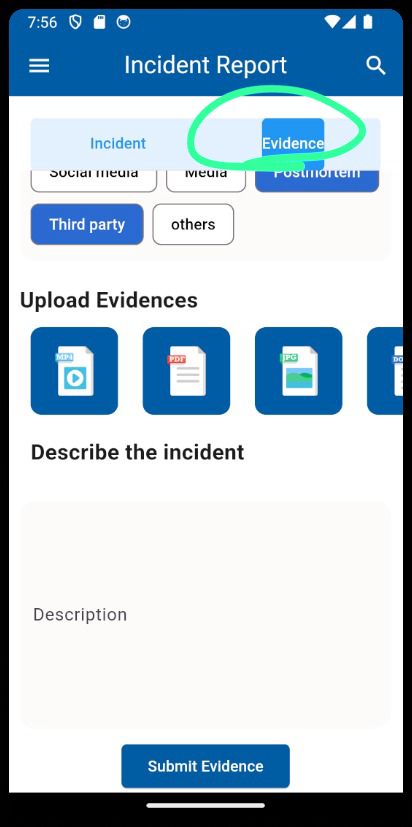 7:56
Incident Report
Incident Evidence
Social media Media Postmortem
Third party others
Upload Evidences
MP4 PDF JPG
Describe the incident
Description
Submit Evidence